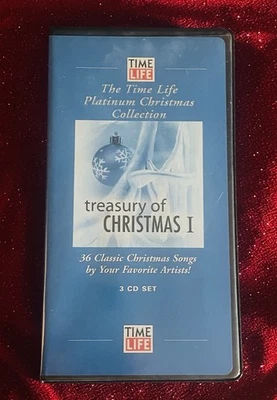 TIME
LIFE
The Time Life
Platinum Christmas
Collection
treasury of
CHRISTMAS I
36 Classic Christmas Songs
by Your Favorite Artists!
3 CD SET
TIME
LIFE